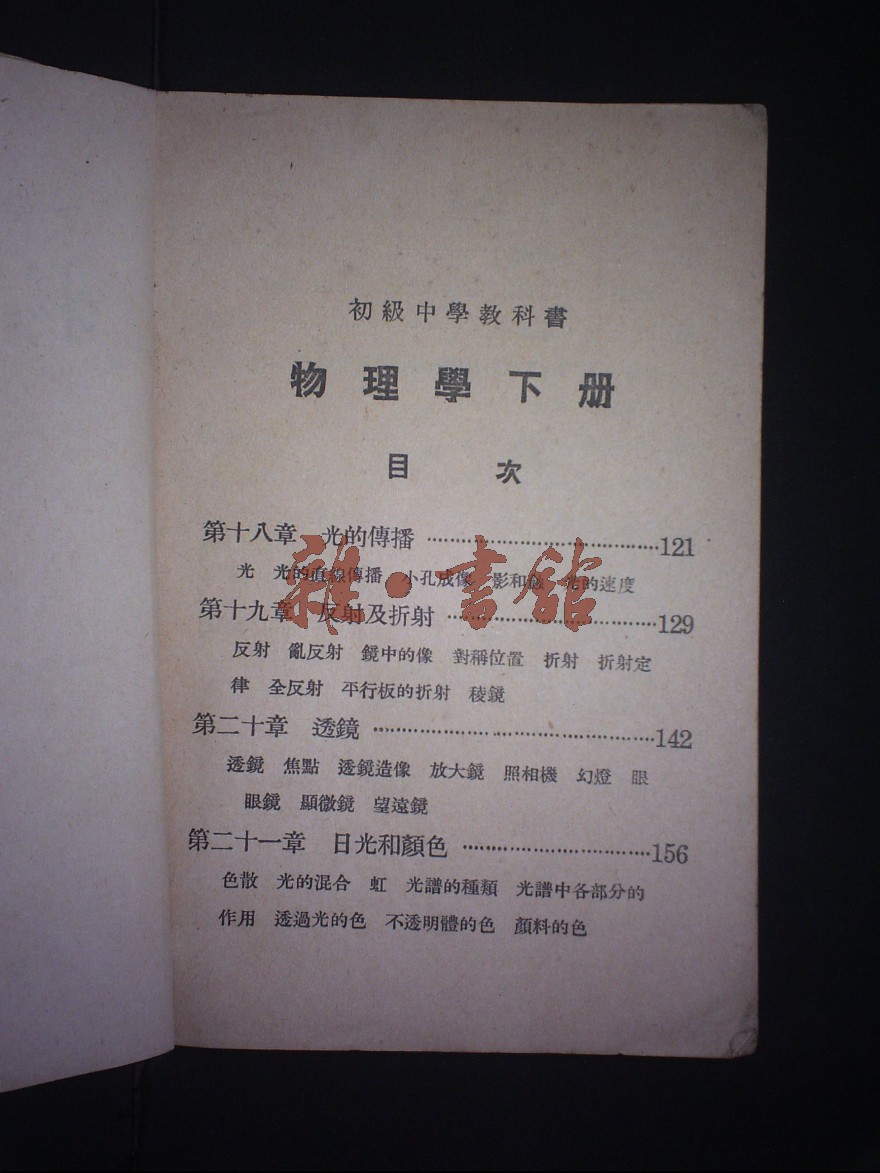 初級中學教科書
物理學下册
目 次
第十八章 光的傳播 ……………………………………121
光 光的直線傳播 小孔成像 影和蝕 光的速度
第十九章 反射及折射 …………………………………129
反射 亂反射 鏡中的像 對稱位置 折射 折射定
律 全反射 平行板的折射 稜鏡
第二十章 透鏡 …………………………………………142
透鏡 焦點 透鏡造像 放大鏡 照相機 幻燈 眼
眼鏡 顯微鏡 望遠鏡
第二十一章 日光和顏色 ………………………………156
色散 光的混合 虹 光譜的種類 光譜中各部分的
作用 透過光的色 不透明體的色 顏料的色
雜·書館